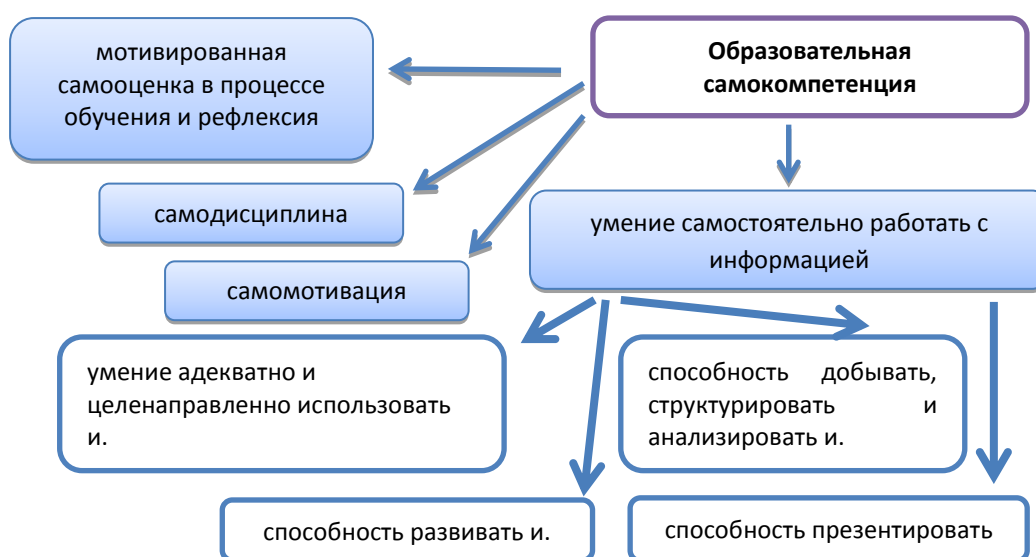 мотивированная
самооценка в процессе
обучения и рефлексия
Образовательная
самокомпетенция
самодисциплина
умение самостоятельно работать с
информацией
самомотивация
умение адекватно и
целенаправленно использовать
и.
способность добывать,
структурировать и
анализировать и.
способность развивать и.
способность презентировать